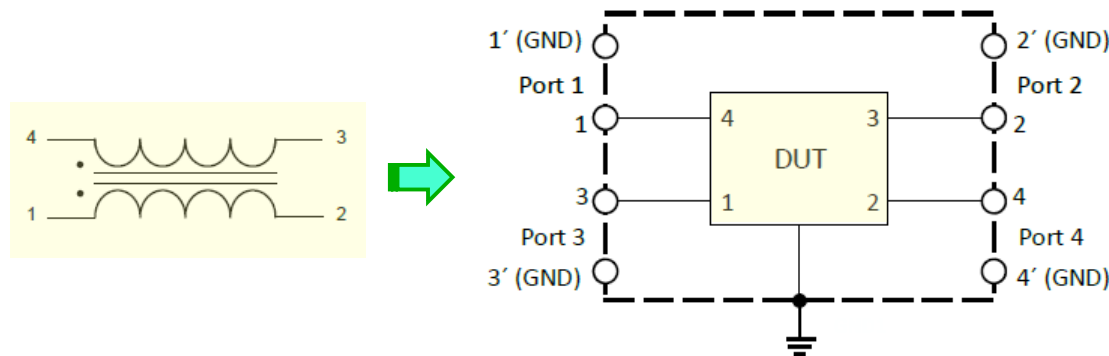 4 3
1 2
1´ (GND) 2´ (GND)
Port 1 Port 2
1 4 3 2
DUT
3 1 2 4
Port 3 Port 4
3´ (GND) 4´ (GND)